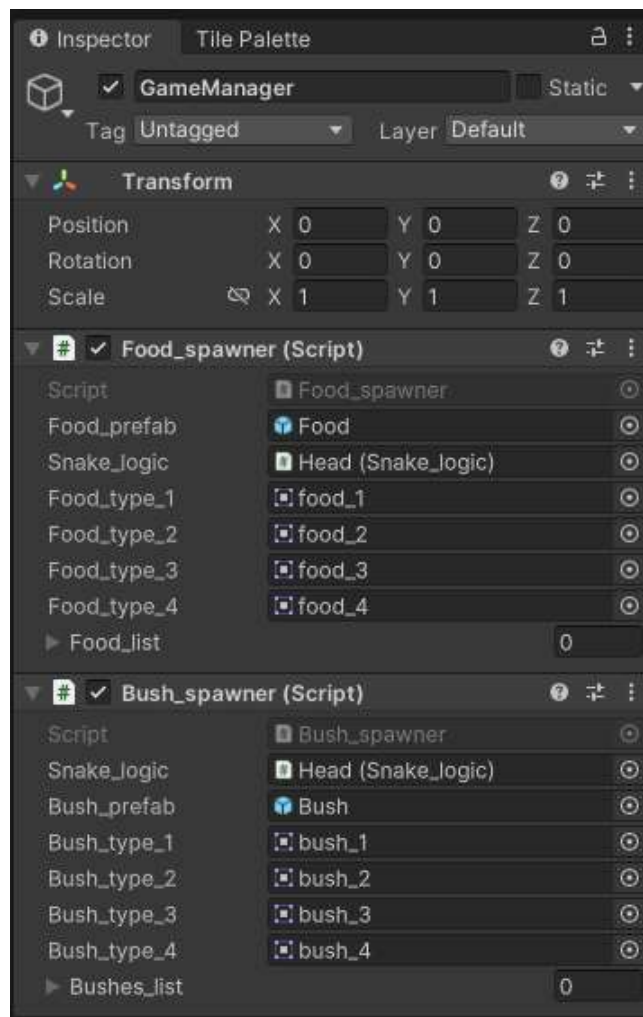 Inspector Tile Palette
GameManager Static
Tag Untagged Layer Default
Transform
Position X 0 Y 0 Z 0
Rotation X 0 Y 0 Z 0
Scale X 1 Y 1 Z 1
# Food_spawner (Script)
Script Food_spawner
Food_prefab Food
Snake_logic Head (Snake_logic)
Food_type_1 food_1
Food_type_2 food_2
Food_type_3 food_3
Food_type_4 food_4
Food_list 0
# Bush_spawner (Script)
Script Bush_spawner
Snake_logic Head (Snake_logic)
Bush_prefab Bush
Bush_type_1 bush_1
Bush_type_2 bush_2
Bush_type_3 bush_3
Bush_type_4 bush_4
Bushes_list 0